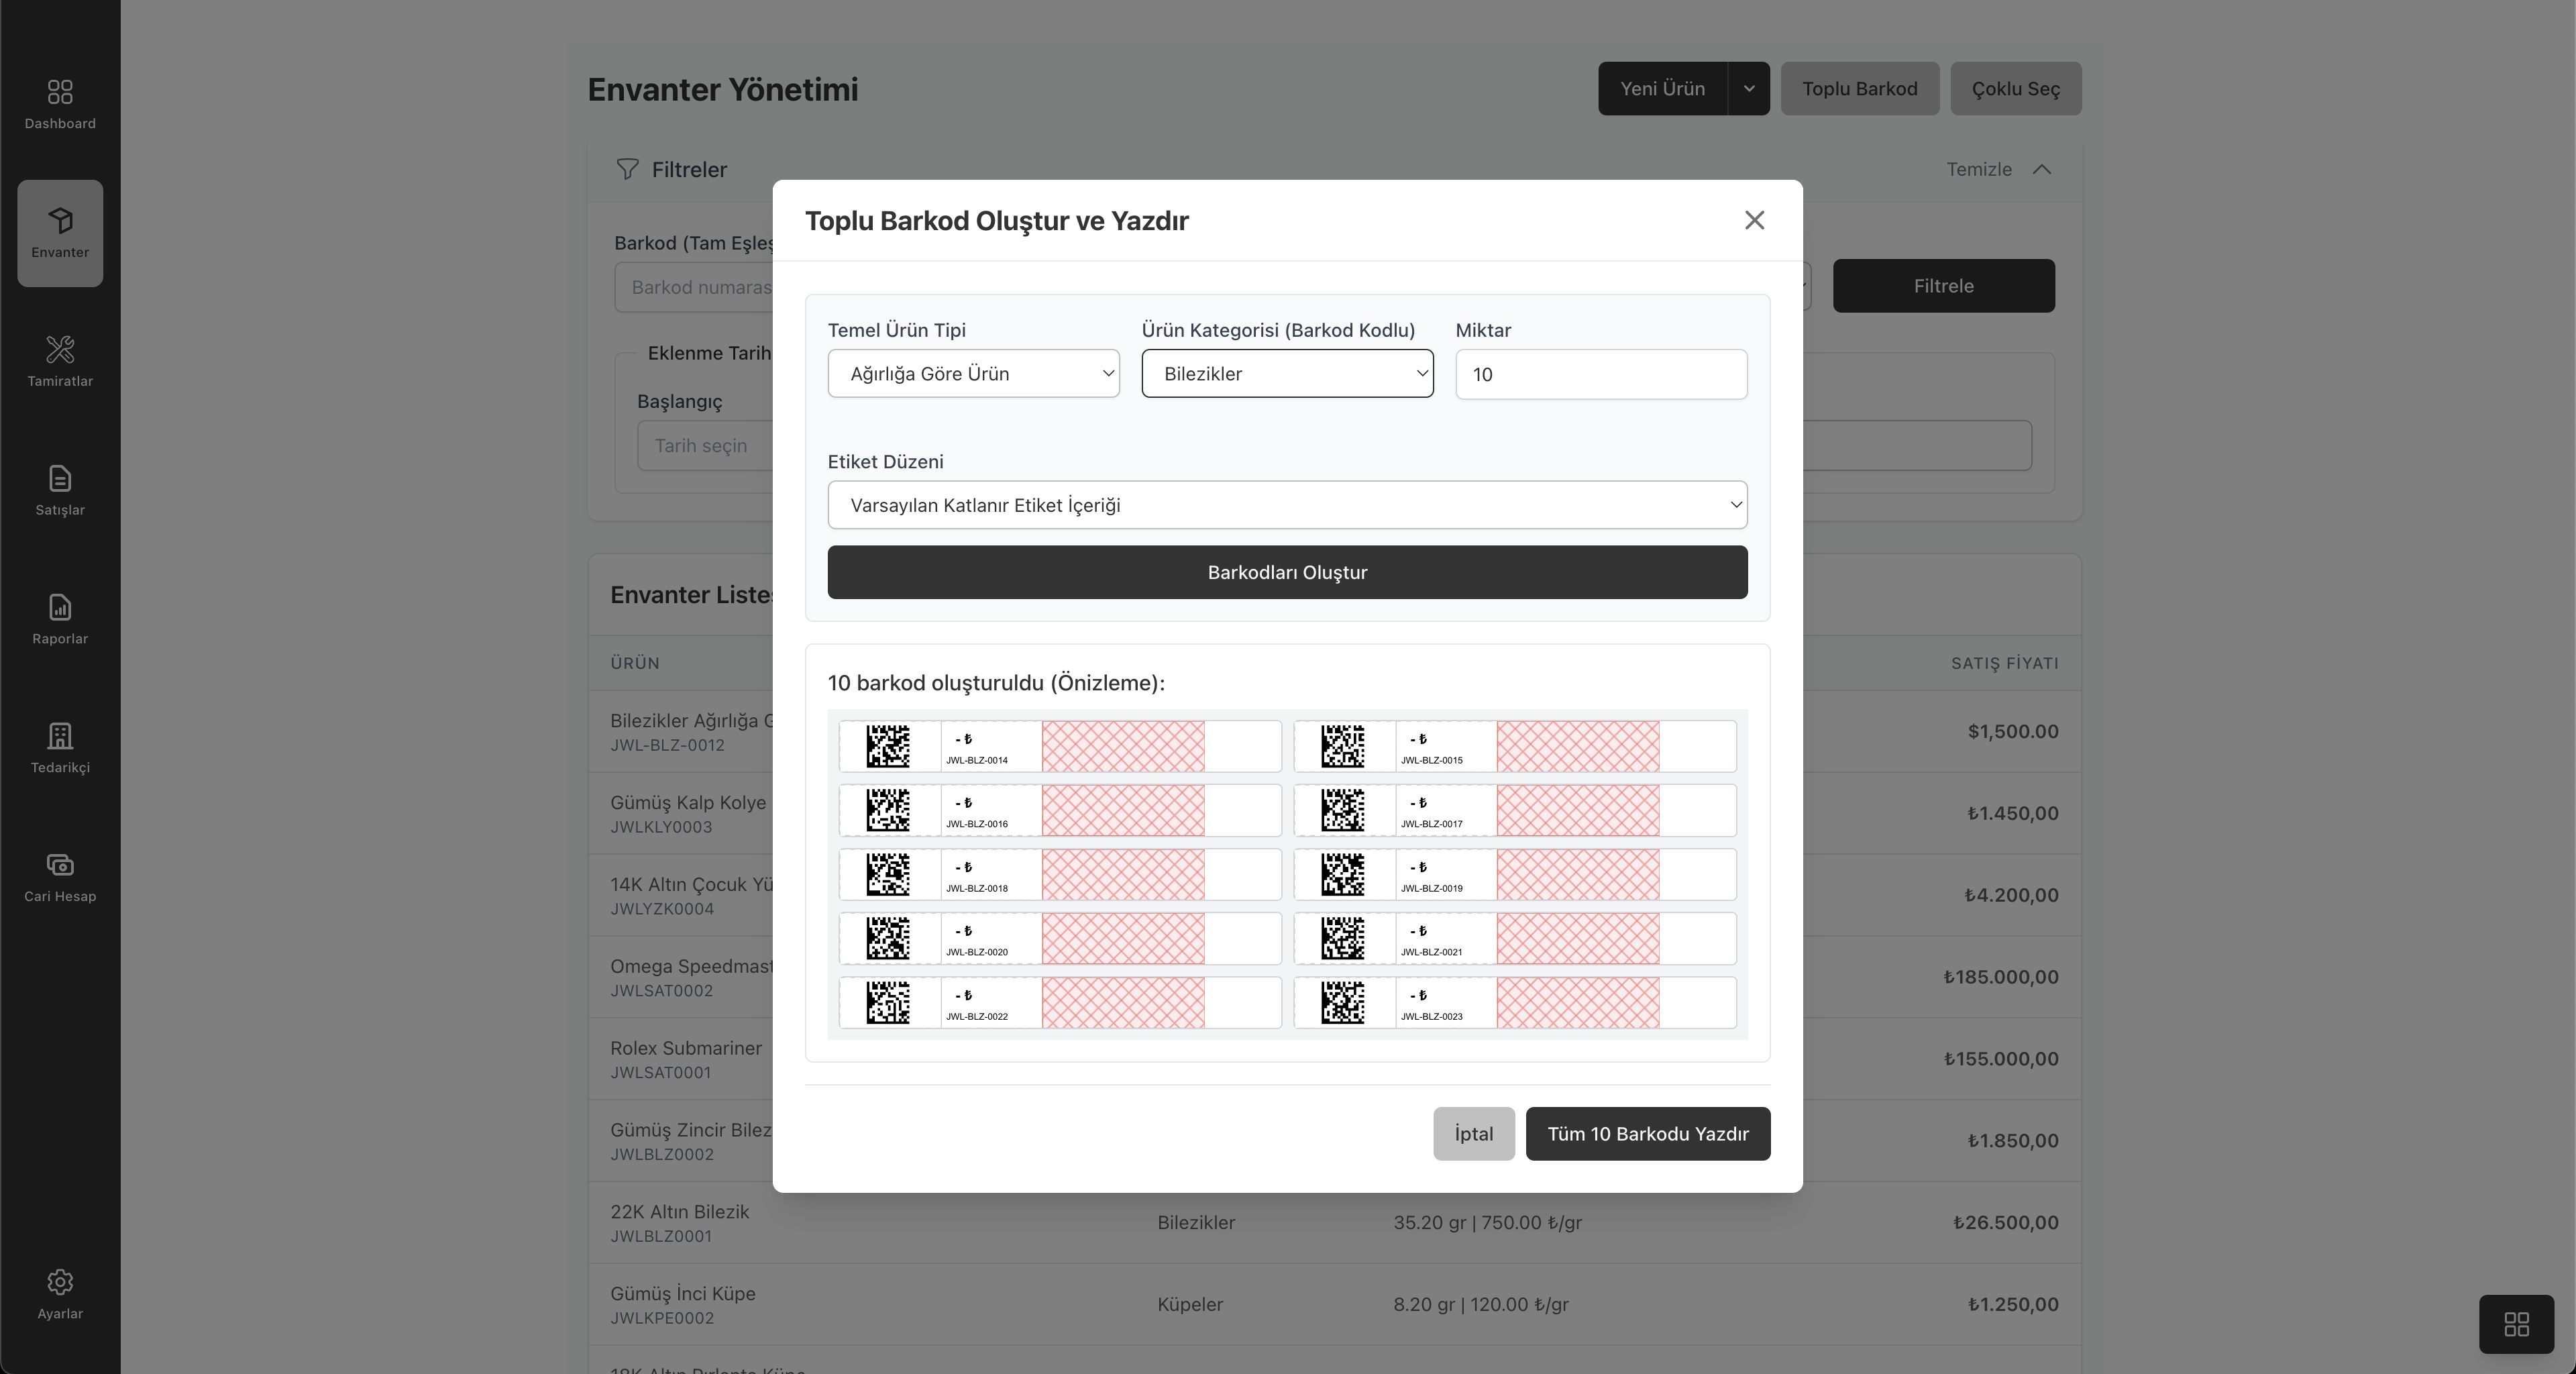 Dashboard
Envanter
Tamiratlar
Satışlar
Raporlar
Tedarikçi
Cari Hesap
Ayarlar
Envanter Yönetimi
Yeni Ürün
Toplu Barkod
Çoklu Seç
Filtreler
Temizle
Barkod (Tam Eşleş
Barkod numaras
Filtrele
Eklenme Tarih
Başlangıç
Tarih seçin
Envanter Listes
ÜRÜN
SATIŞ FİYATI
Bilezikler Ağırlığa G
JWL-BLZ-0012
$1,500.00
Gümüş Kalp Kolye
JWLKLY0003
₺1.450,00
14K Altın Çocuk Yü
JWLYZK0004
₺4.200,00
Omega Speedmast
JWLSAT0002
₺185.000,00
Rolex Submariner
JWLSAT0001
₺155.000,00
Gümüş Zincir Bilez
JWLBLZ0002
₺1.850,00
22K Altın Bilezik
JWLBLZ0001
Bilezikler
35.20 gr | 750.00 ₺/gr
₺26.500,00
Gümüş İnci Küpe
JWLKPE0002
Küpeler
8.20 gr | 120.00 ₺/gr
₺1.250,00
Toplu Barkod Oluştur ve Yazdır
Temel Ürün Tipi
Ağırlığa Göre Ürün
Ürün Kategorisi (Barkod Kodlu)
Bilezikler
Miktar
10
Etiket Düzeni
Varsayılan Katlanır Etiket İçeriği
Barkodları Oluştur
10 barkod oluşturuldu (Önizleme):
- ₺
JWL-BLZ-0014
- ₺
JWL-BLZ-0015
- ₺
JWL-BLZ-0016
- ₺
JWL-BLZ-0017
- ₺
JWL-BLZ-0018
- ₺
JWL-BLZ-0019
- ₺
JWL-BLZ-0020
- ₺
JWL-BLZ-0021
- ₺
JWL-BLZ-0022
- ₺
JWL-BLZ-0023
İptal
Tüm 10 Barkodu Yazdır